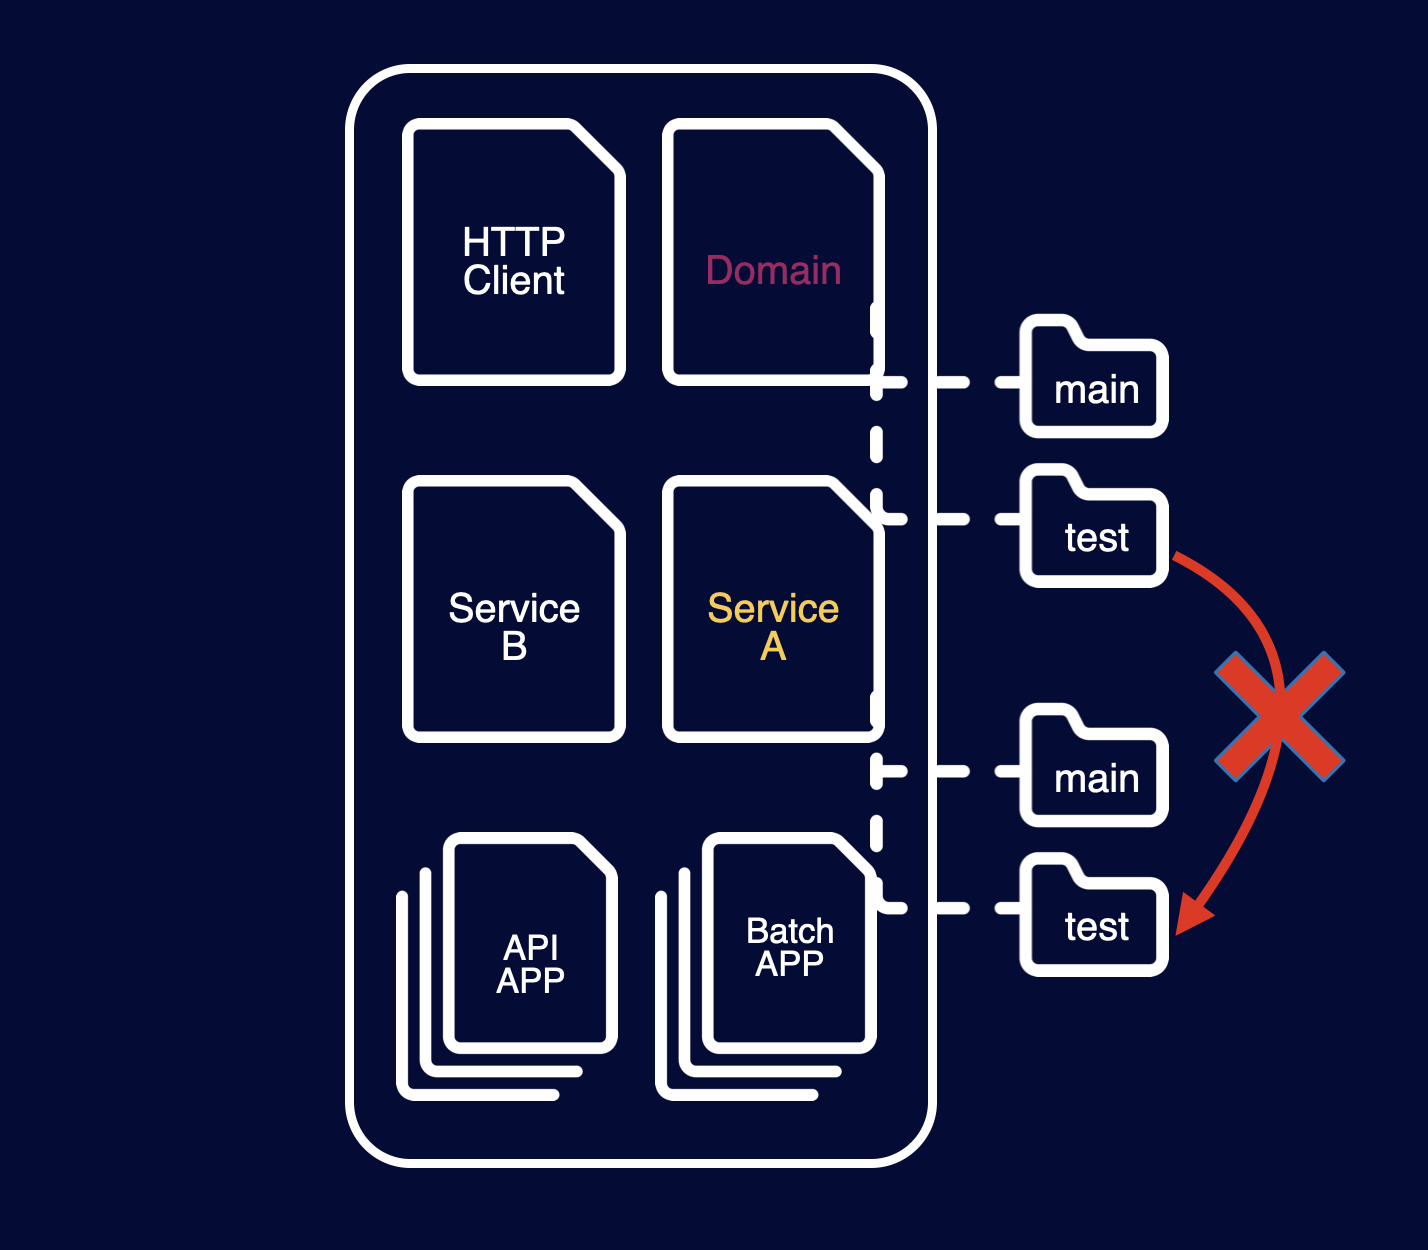 HTTP
Client
Domain
main
test
Service
B
Service
A
main
test
API
APP
Batch
APP